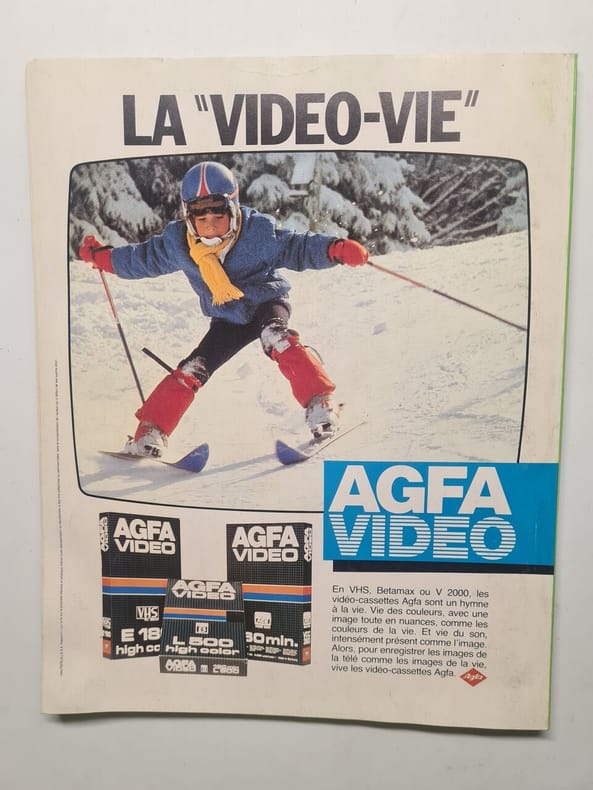 LA "VIDEO-VIE"
AGFA
VIDEO
AGFA
VIDEO
VHS
E 18
high co
AGFA
VIDEO
L 500
high color
AGFA
VIDEO
AGFA
VIDEO
30 min.
En VHS, Betamax ou V 2000, les
vidéo-cassettes Agfa sont un hymne
à la vie. Vie des couleurs, avec une
image toute en nuances, comme les
couleurs de la vie. Et vie du son,
intensément présent comme l'image.
Alors, pour enregistrer les images de
la télé comme les images de la vie,
vive les vidéo-cassettes Agfa.
Agfa